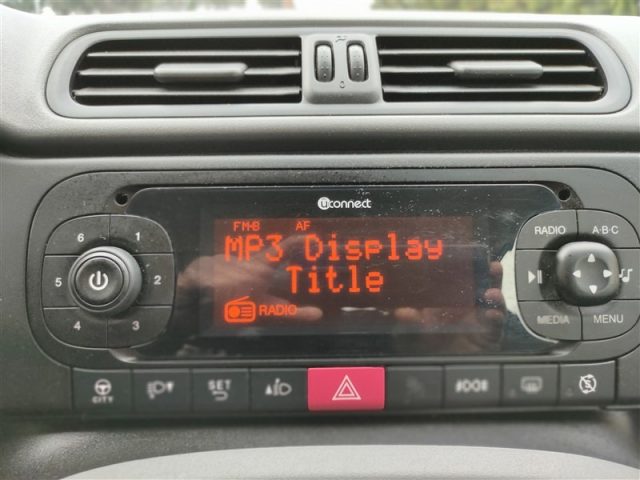 uconnect
FM-B AF
MP3 Display
Title
RADIO
6 1
5 2
4 3
RADIO A·B·C
MEDIA MENU
CITY
SET